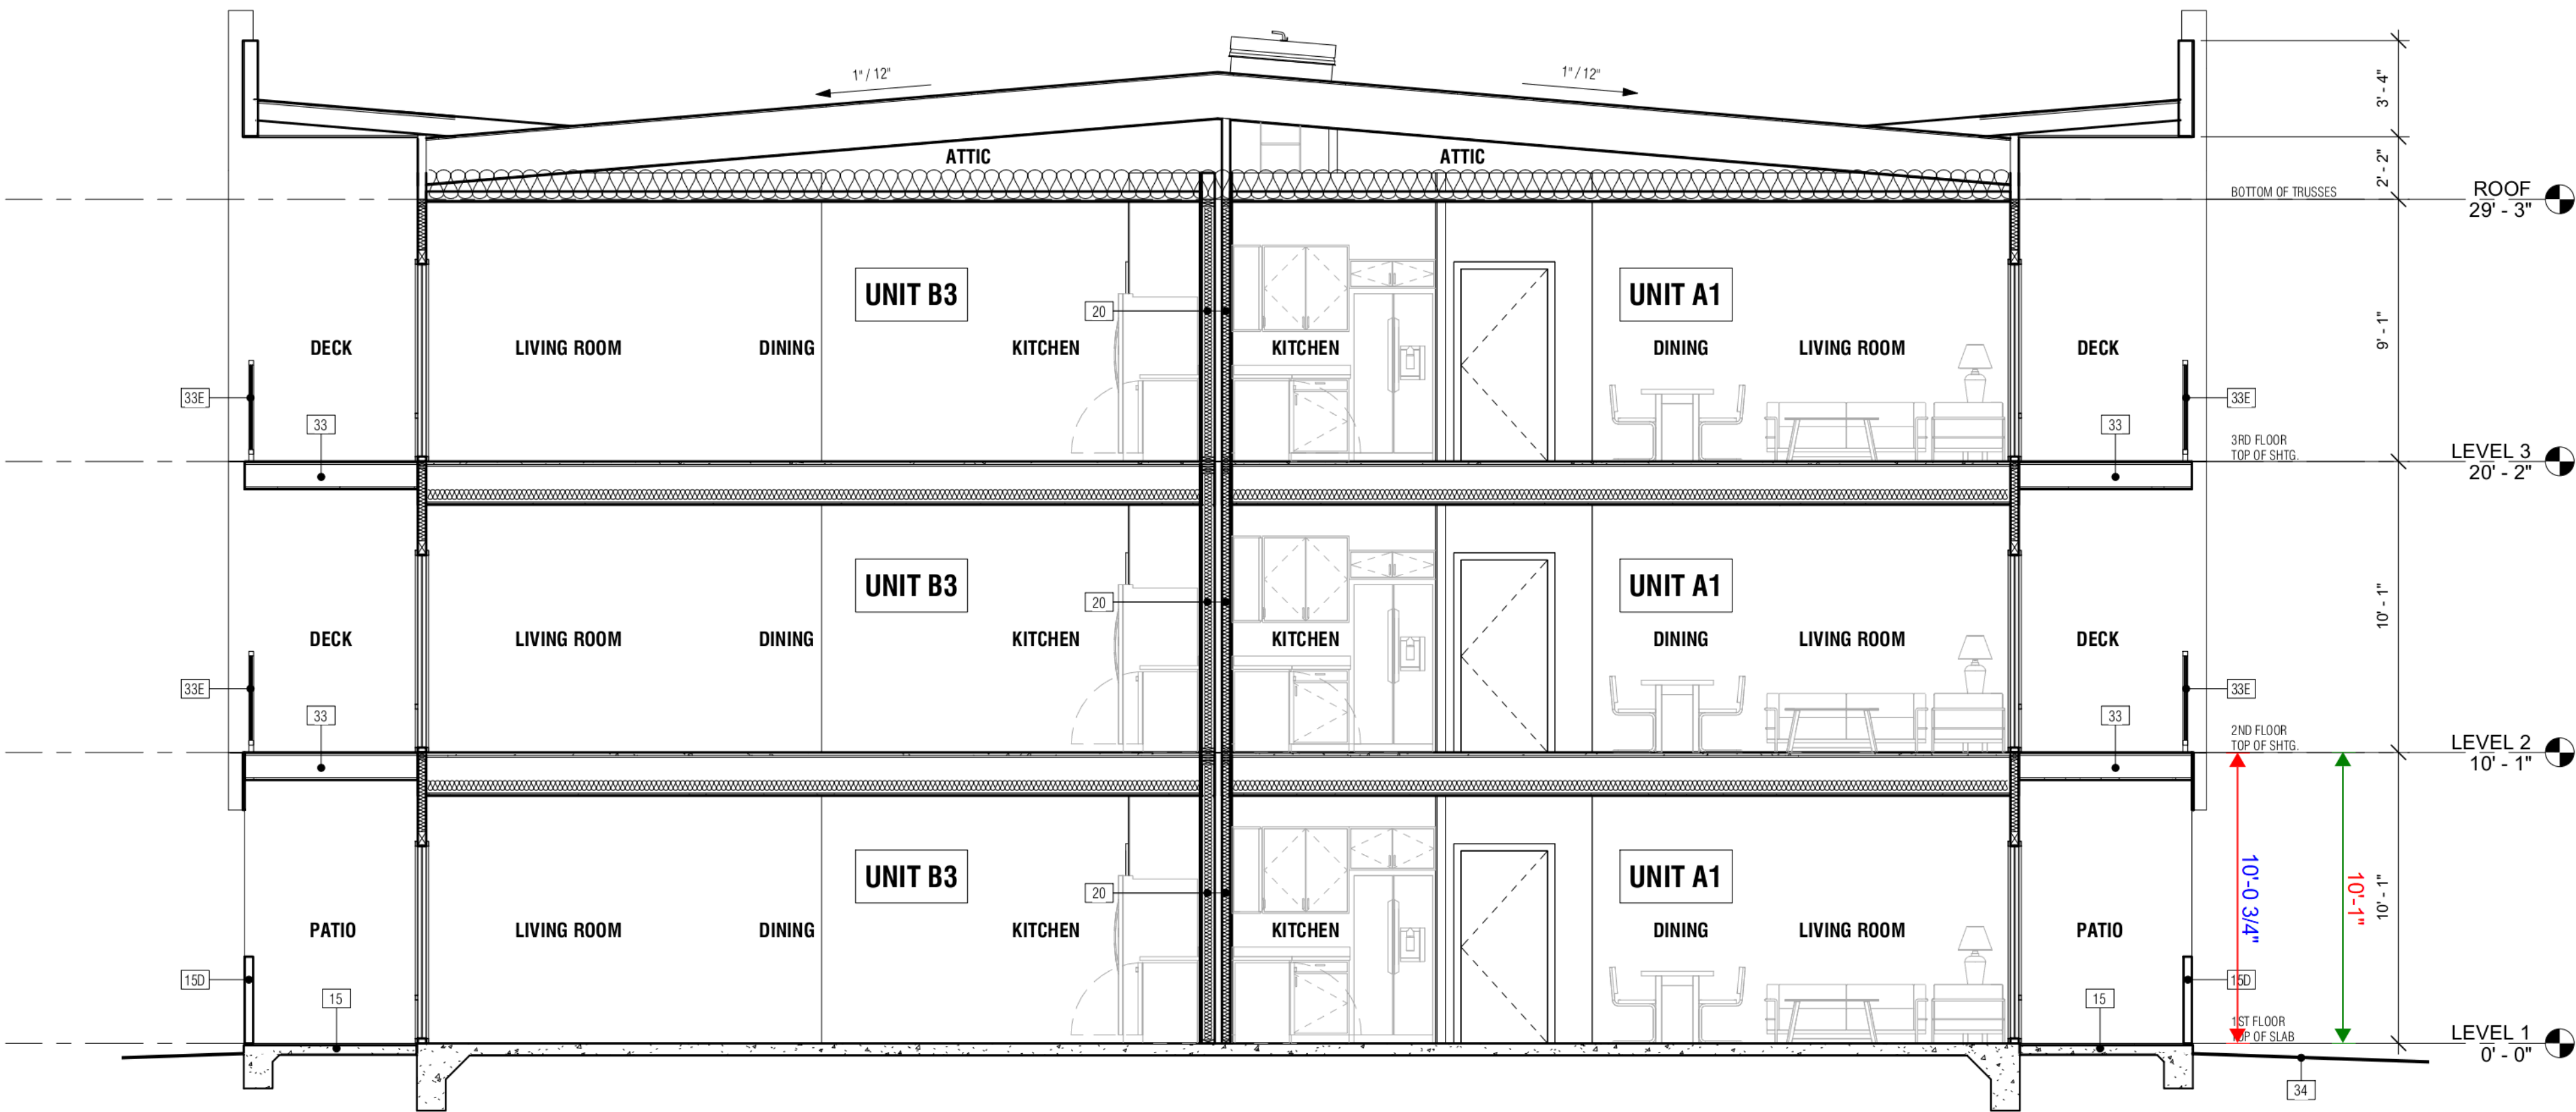 1" / 12"
1" / 12"
3' - 4"
ATTIC
ATTIC
2' - 2"
BOTTOM OF TRUSSES
ROOF
29' - 3"
UNIT B3
UNIT A1
20
9' - 1"
DECK
LIVING ROOM
DINING
KITCHEN
KITCHEN
DINING
LIVING ROOM
DECK
33E
33E
33
33
3RD FLOOR
TOP OF SHTG.
LEVEL 3
20' - 2"
UNIT B3
UNIT A1
20
10' - 1"
DECK
LIVING ROOM
DINING
KITCHEN
KITCHEN
DINING
LIVING ROOM
DECK
33E
33E
33
33
2ND FLOOR
TOP OF SHTG.
LEVEL 2
10' - 1"
UNIT B3
UNIT A1
20
10'-0 3/4"
10'-1"
10' - 1"
PATIO
LIVING ROOM
DINING
KITCHEN
KITCHEN
DINING
LIVING ROOM
PATIO
15D
15D
15
15
1ST FLOOR
TOP OF SLAB
LEVEL 1
0' - 0"
34